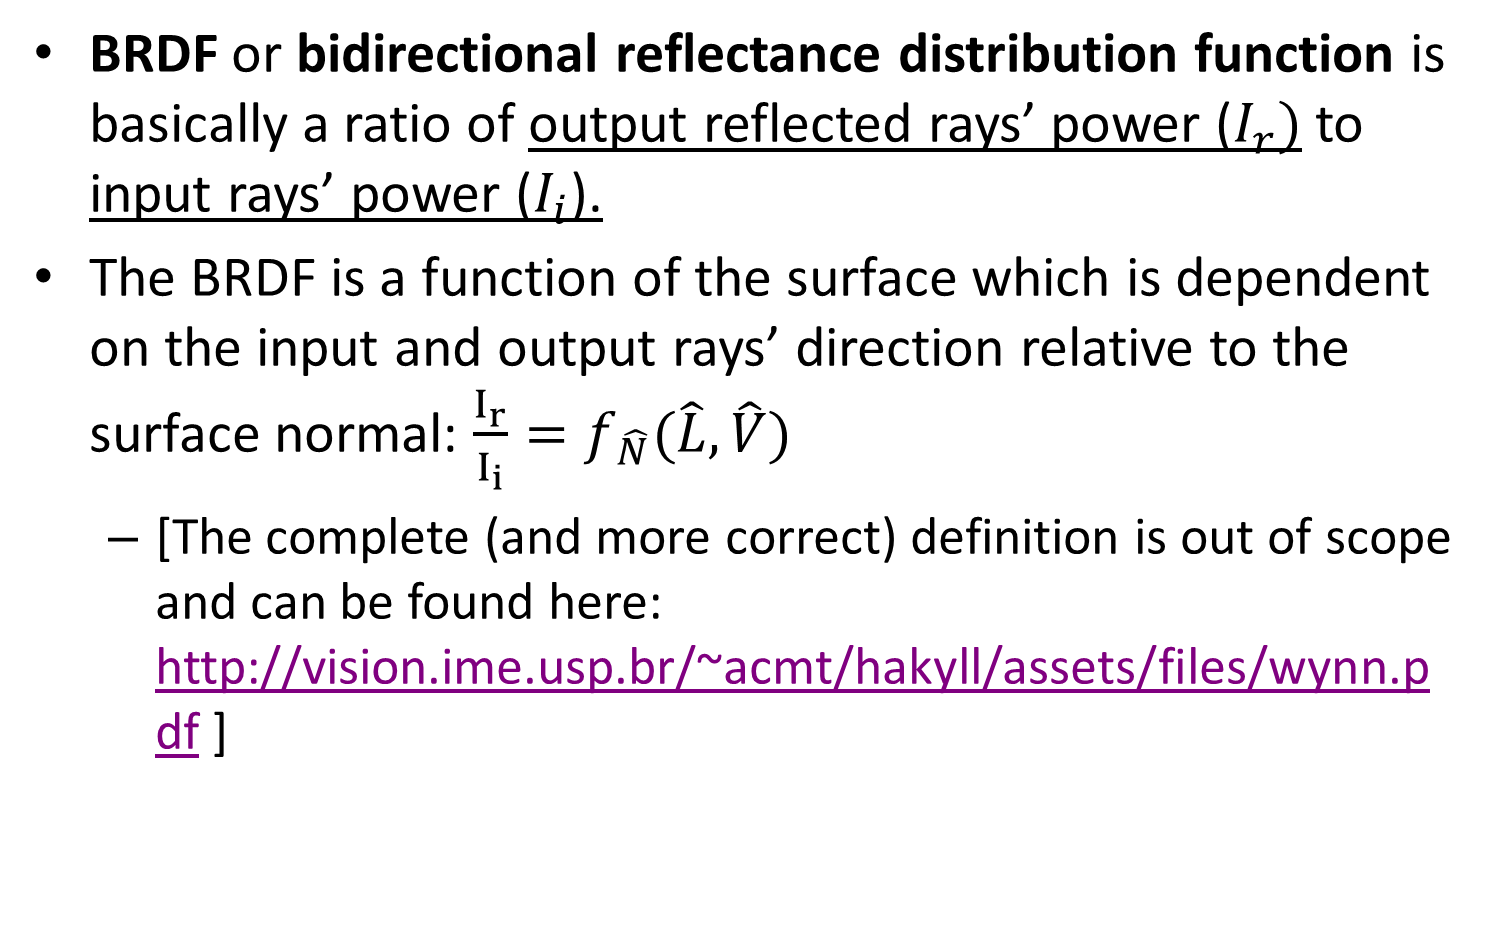 • BRDF or bidirectional reflectance distribution function is
basically a ratio of output reflected rays’ power (I_r) to
input rays’ power (I_i).
• The BRDF is a function of the surface which is dependent
on the input and output rays’ direction relative to the
surface normal: I_r/I_i = f_N̂(L̂, V̂)
– [The complete (and more correct) definition is out of scope
and can be found here:
http://vision.ime.usp.br/~acmt/hakyll/assets/files/wynn.p
df ]